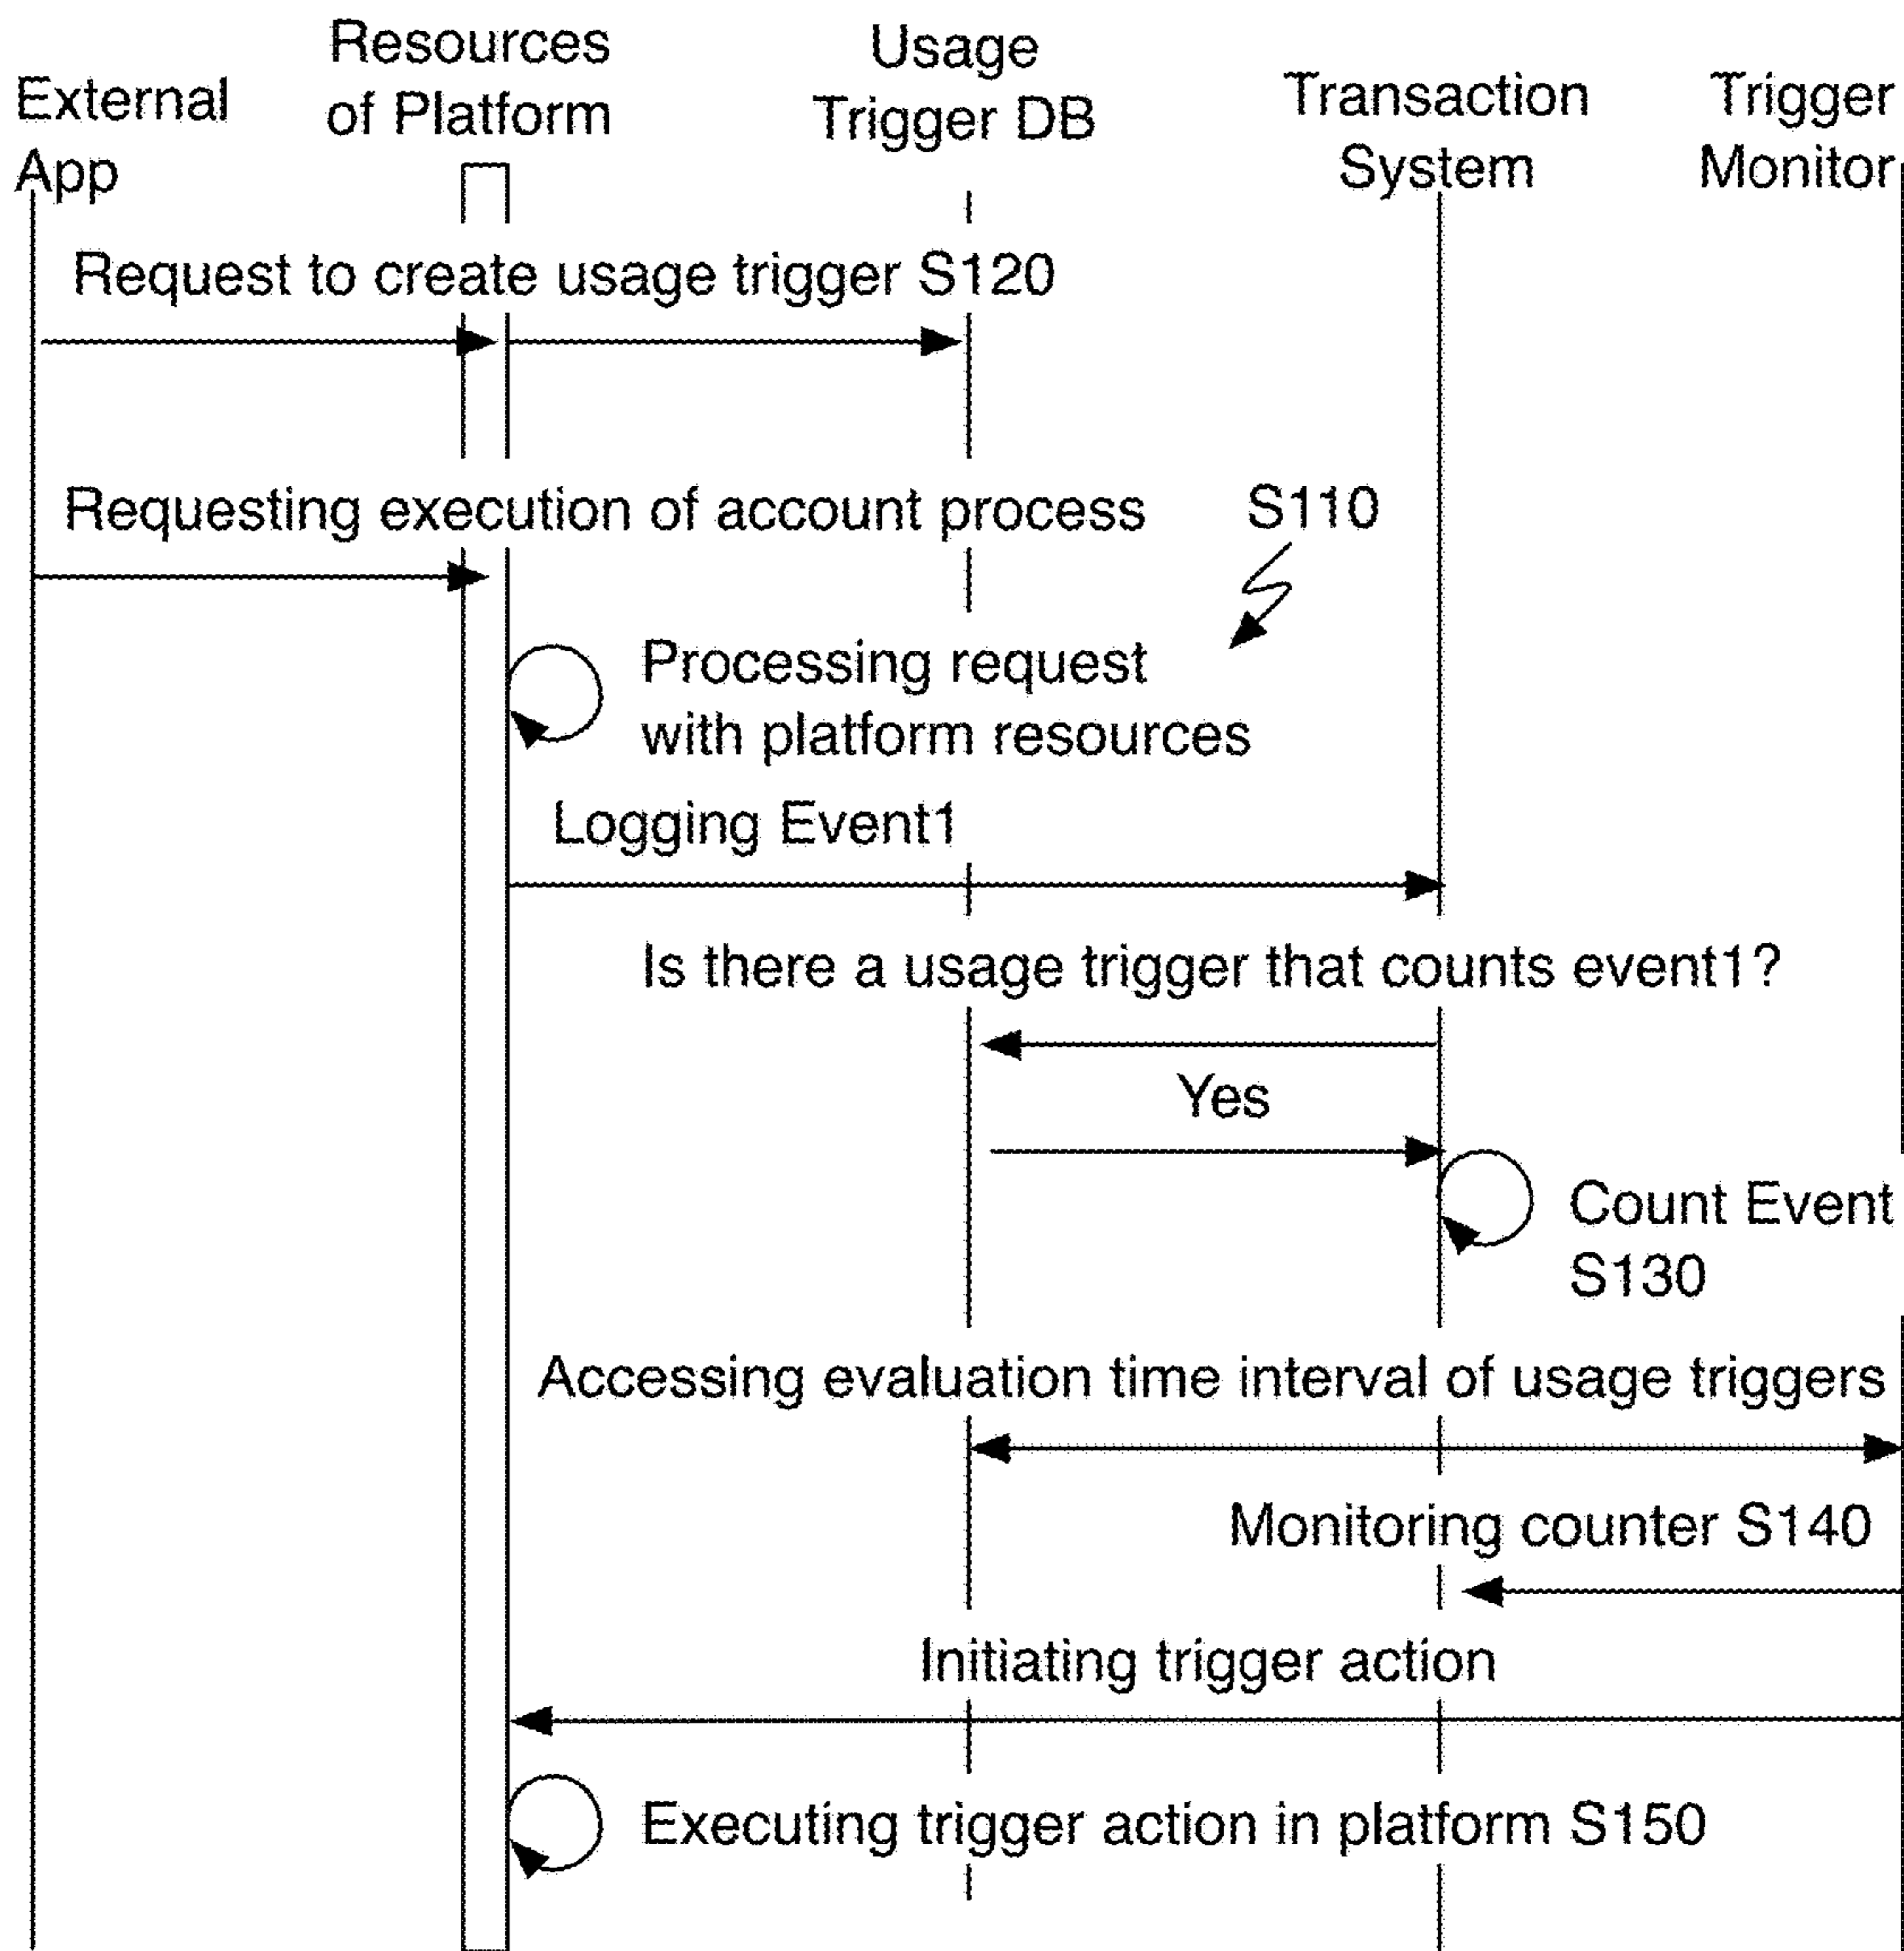 External
App
Resources
of Platform
Usage
Trigger DB
Transaction
System
Trigger
Monitor
Request to create usage trigger S120
Requesting execution of account process
S110
Processing request
with platform resources
Logging Event1
Is there a usage trigger that counts event1?
Yes
Count Event
S130
Accessing evaluation time interval of usage triggers
Monitoring counter S140
Initiating trigger action
Executing trigger action in platform S150